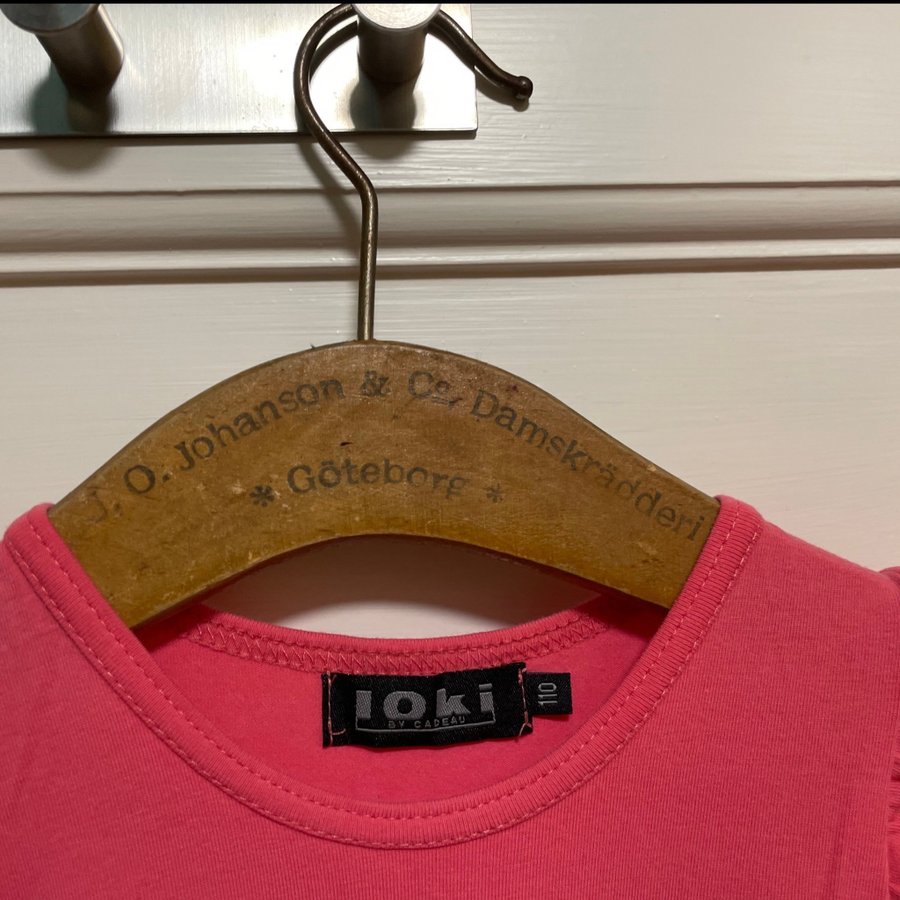 J. O. Johanson & Co. Damskrädderi
* Göteborg *
loki
BY CADEAU
110